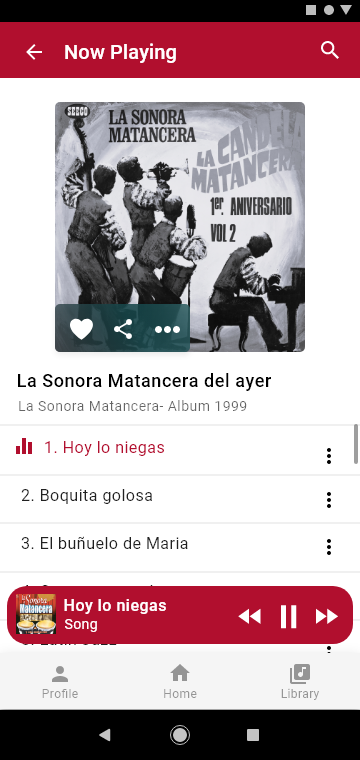 Now Playing
SEECO
LA SONORA
MATANCERA
LA CANDELA
MATANCERA
1er. ANIVERSARIO
VOL 2
La Sonora Matancera del ayer
La Sonora Matancera- Album 1999
1. Hoy lo niegas
2. Boquita golosa
3. El buñuelo de Maria
Sonora
Matancera
Hoy lo niegas
Song
Profile
Home
Library